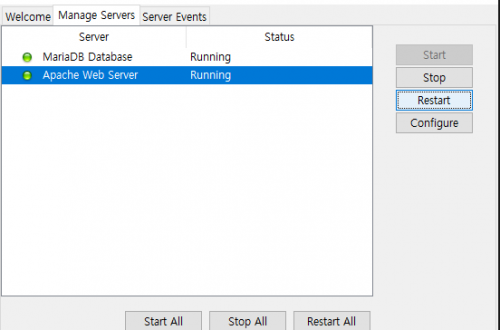 Welcome Manage Servers Server Events
Server Status
MariaDB Database Running
Apache Web Server Running
Start
Stop
Restart
Configure
Start All Stop All Restart All